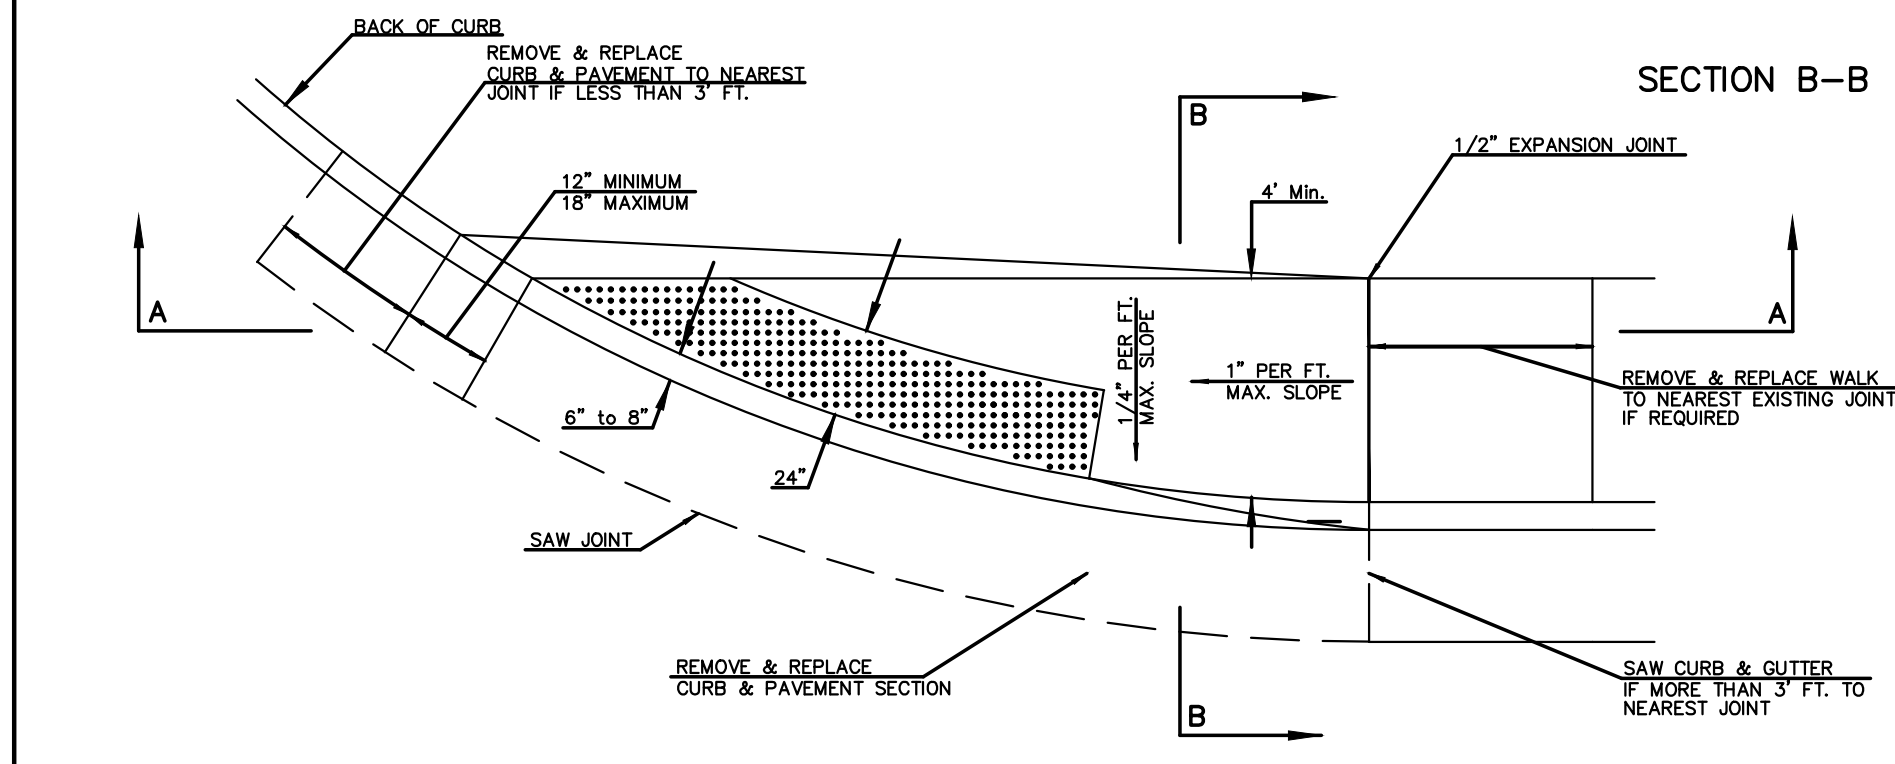 BACK OF CURB
REMOVE & REPLACE
CURB & PAVEMENT TO NEAREST
JOINT IF LESS THAN 3' FT.
SECTION B-B
B
1/2" EXPANSION JOINT
12" MINIMUM
18" MAXIMUM
4' Min.
A
A
1/4" PER FT.
MAX. SLOPE
1" PER FT.
MAX. SLOPE
REMOVE & REPLACE WALK
TO NEAREST EXISTING JOINT
IF REQUIRED
6" to 8"
24"
SAW JOINT
REMOVE & REPLACE
CURB & PAVEMENT SECTION
SAW CURB & GUTTER
IF MORE THAN 3' FT. TO
NEAREST JOINT
B